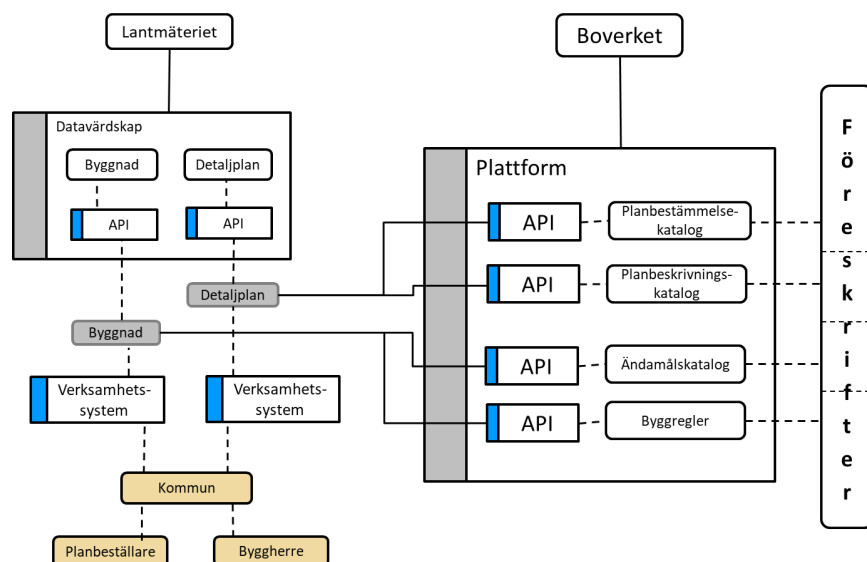 Lantmäteriet
Boverket
Datavärdskap
Byggnad
Detaljplan
API
API
Detaljplan
Byggnad
Verksamhets-
system
Verksamhets-
system
Kommun
Planbeställare
Byggherre
Plattform
API
Planbestämmelse-
katalog
API
Planbeskrivnings-
katalog
API
Ändamålskatalog
API
Byggregler
F
ö
r
e
s
k
r
i
f
t
e
r